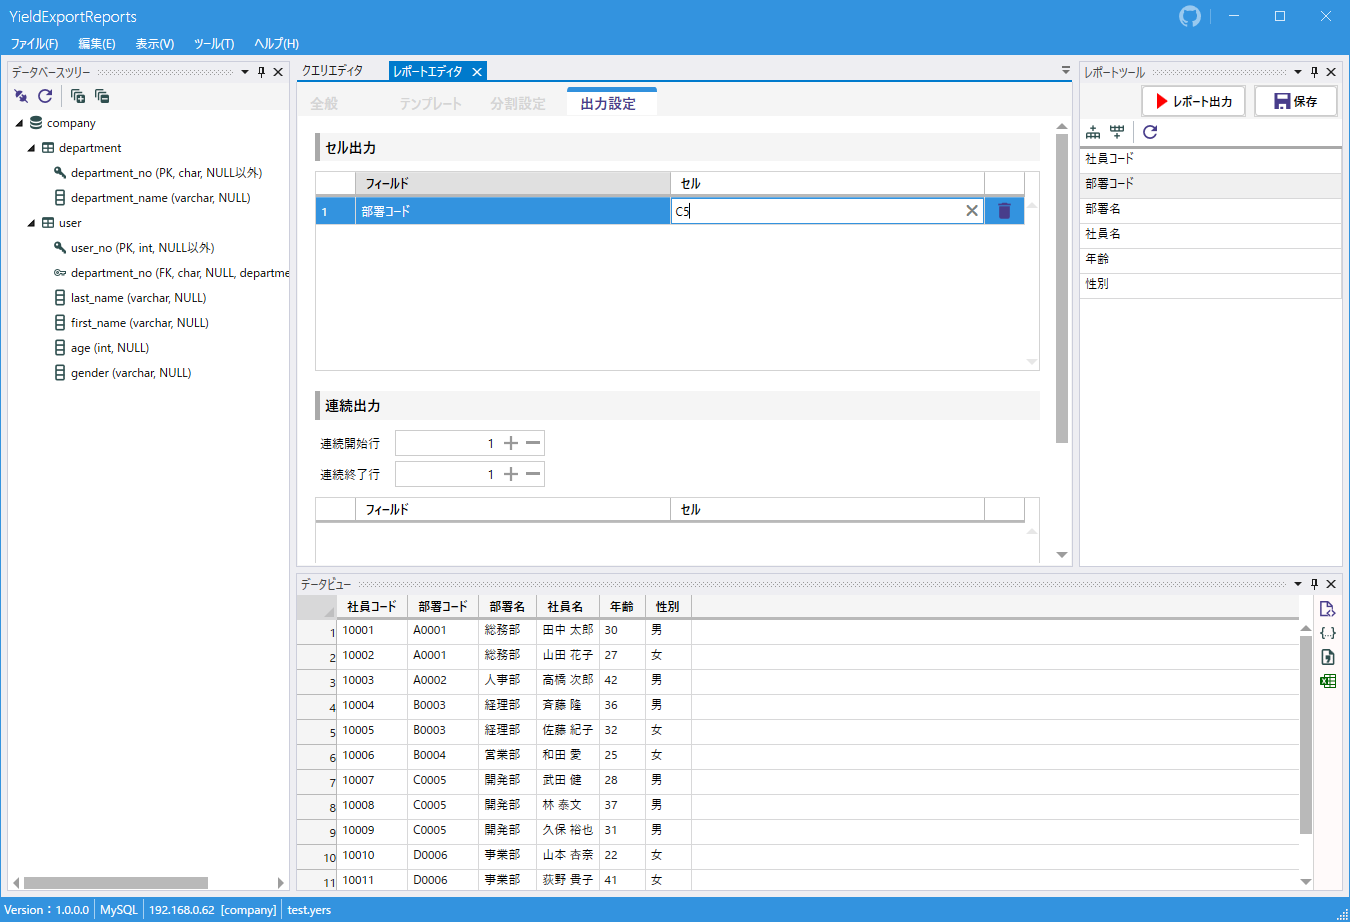 YieldExportReports
ファイル(F) 編集(E) 表示(V) ツール(T) ヘルプ(H)
データベースツリー
company
department
department_no (PK, char, NULL以外)
department_name (varchar, NULL)
user
user_no (PK, int, NULL以外)
department_no (FK, char, NULL, departme
last_name (varchar, NULL)
first_name (varchar, NULL)
age (int, NULL)
gender (varchar, NULL)
クエリエディタ レポートエディタ
全般 テンプレート 分割設定 出力設定
セル出力
フィールド セル
1 部署コード C5
連続出力
連続開始行 1
連続終了行 1
フィールド セル
レポートツール
レポート出力 保存
社員コード
部署コード
部署名
社員名
年齢
性別
データビュー
社員コード 部署コード 部署名 社員名 年齢 性別
1 10001 A0001 総務部 田中 太郎 30 男
2 10002 A0001 総務部 山田 花子 27 女
3 10003 A0002 人事部 高橋 次郎 42 男
4 10004 B0003 経理部 斉藤 隆 36 男
5 10005 B0003 経理部 佐藤 紀子 32 女
6 10006 B0004 営業部 和田 愛 25 女
7 10007 C0005 開発部 武田 健 28 男
8 10008 C0005 開発部 林 泰文 37 男
9 10009 C0005 開発部 久保 裕也 31 男
10 10010 D0006 事業部 山本 杏奈 22 女
11 10011 D0006 事業部 荻野 貴子 41 女
Version：1.0.0.0 MySQL 192.168.0.62 [company] test.yers